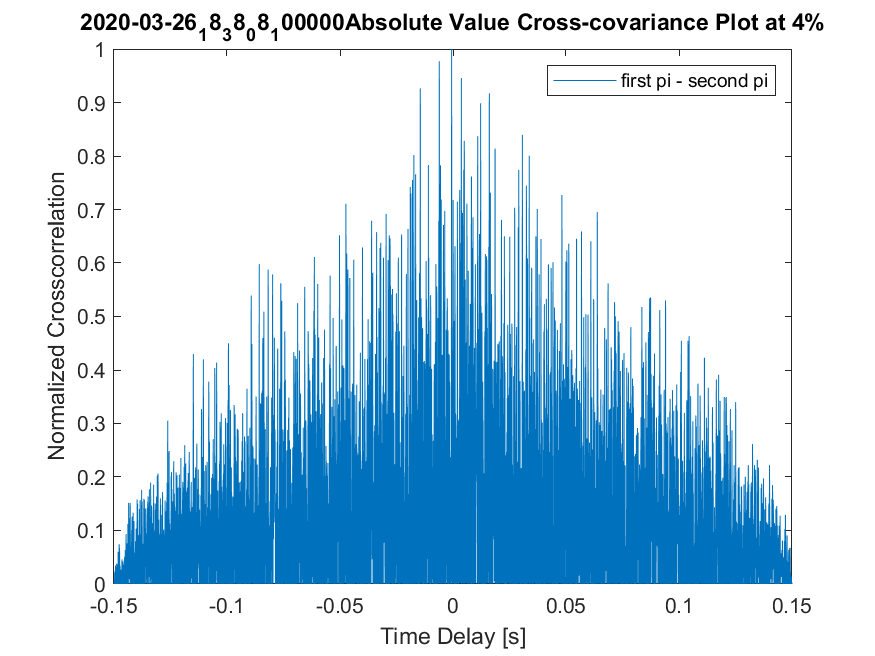 2020-03-26₁8₃8₀8₁00000Absolute Value Cross-covariance Plot at 4%
first pi - second pi
Normalized Crosscorrelation
1
0.9
0.8
0.7
0.6
0.5
0.4
0.3
0.2
0.1
0
-0.15 -0.1 -0.05 0 0.05 0.1 0.15
Time Delay [s]